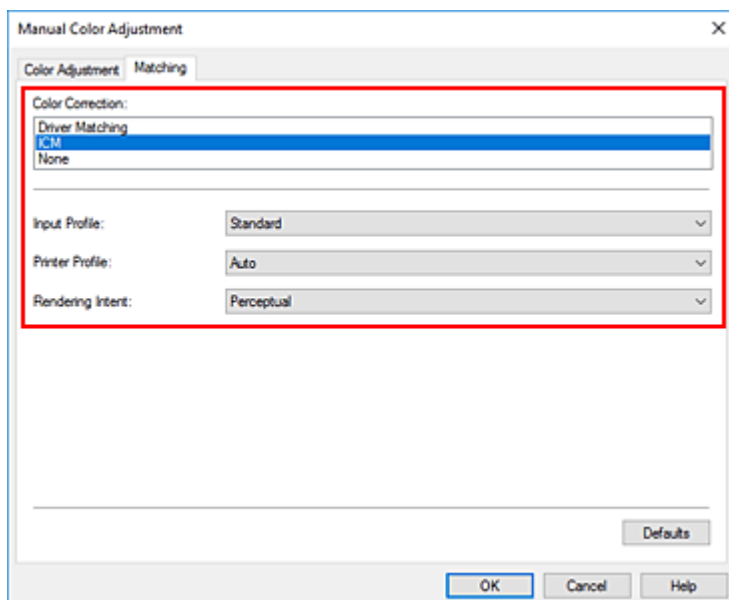 Manual Color Adjustment
Color Adjustment Matching
Color Correction:
Driver Matching
ICM
None
Input Profile: Standard
Printer Profile: Auto
Rendering Intent: Perceptual
Defaults
OK Cancel Help